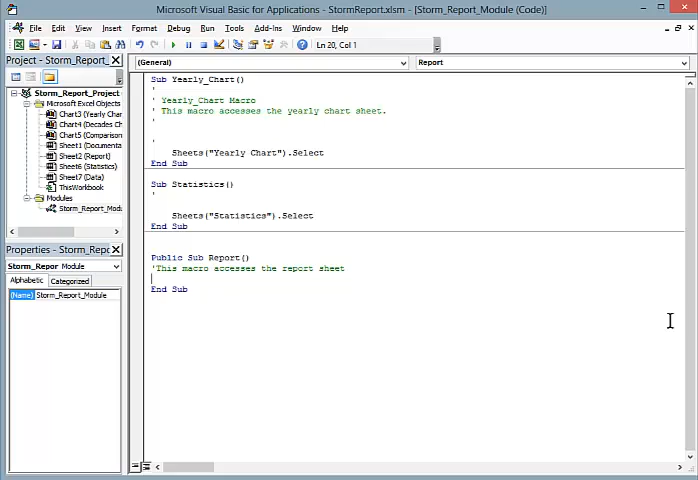 Microsoft Visual Basic for Applications - StormReport.xlsm - [Storm_Report_Module (Code)]
File Edit View Insert Format Debug Run Tools Add-Ins Window Help
Ln 20, Col 1
Project - Storm_Report_
Storm_Report_Project (
Microsoft Excel Objects
Chart3 (Yearly Char
Chart4 (Decades Ch
Chart5 (Comparison
Sheet1 (Documenta
Sheet2 (Report)
Sheet6 (Statistics)
Sheet7 (Data)
ThisWorkbook
Modules
Storm_Report_Modu
Properties - Storm_Repo
Storm_Repor Module
Alphabetic Categorized
(Name) Storm_Report_Module
(General) Report
Sub Yearly_Chart()
'
' Yearly_Chart Macro
' This macro accesses the yearly chart sheet.
'
'
Sheets("Yearly Chart").Select
End Sub
Sub Statistics()
'
Sheets("Statistics").Select
End Sub
Public Sub Report()
'This macro accesses the report sheet
End Sub